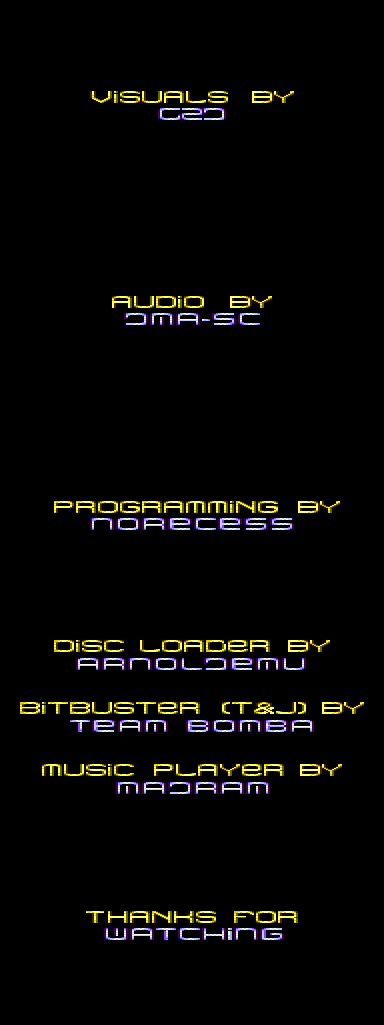 ViSUALS BY
G2D
AUDiO BY
DMA-SC
PROGRAMMiNG BY
NORECESS
DiSC LOADER BY
ARNOLDEMU
BiTBUSTER (T&J) BY
TEAM BOMBA
MUSiC PLAYER BY
MADRAM
THANKS FOR
WATCHiNG